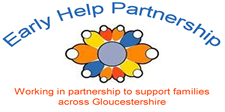 Early Help Partnership
Working in partnership to support families
across Gloucestershire